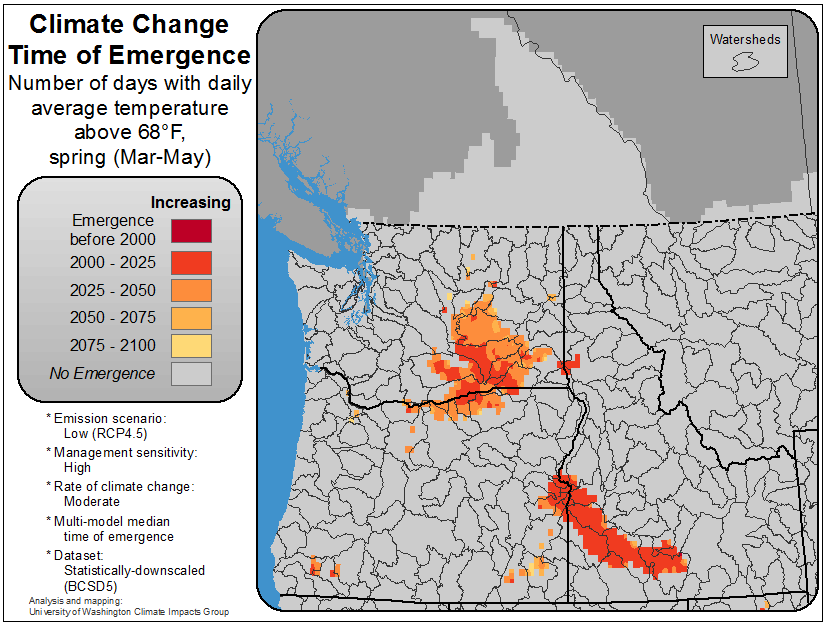 Climate Change
Time of Emergence
Number of days with daily
average temperature
above 68°F,
spring (Mar-May)
Increasing
Emergence
before 2000
2000 - 2025
2025 - 2050
2050 - 2075
2075 - 2100
No Emergence
* Emission scenario:
Low (RCP4.5)
* Management sensitivity:
High
* Rate of climate change:
Moderate
* Multi-model median
time of emergence
* Dataset:
Statistically-downscaled
(BCSD5)
Analysis and mapping:
University of Washington Climate Impacts Group
Watersheds